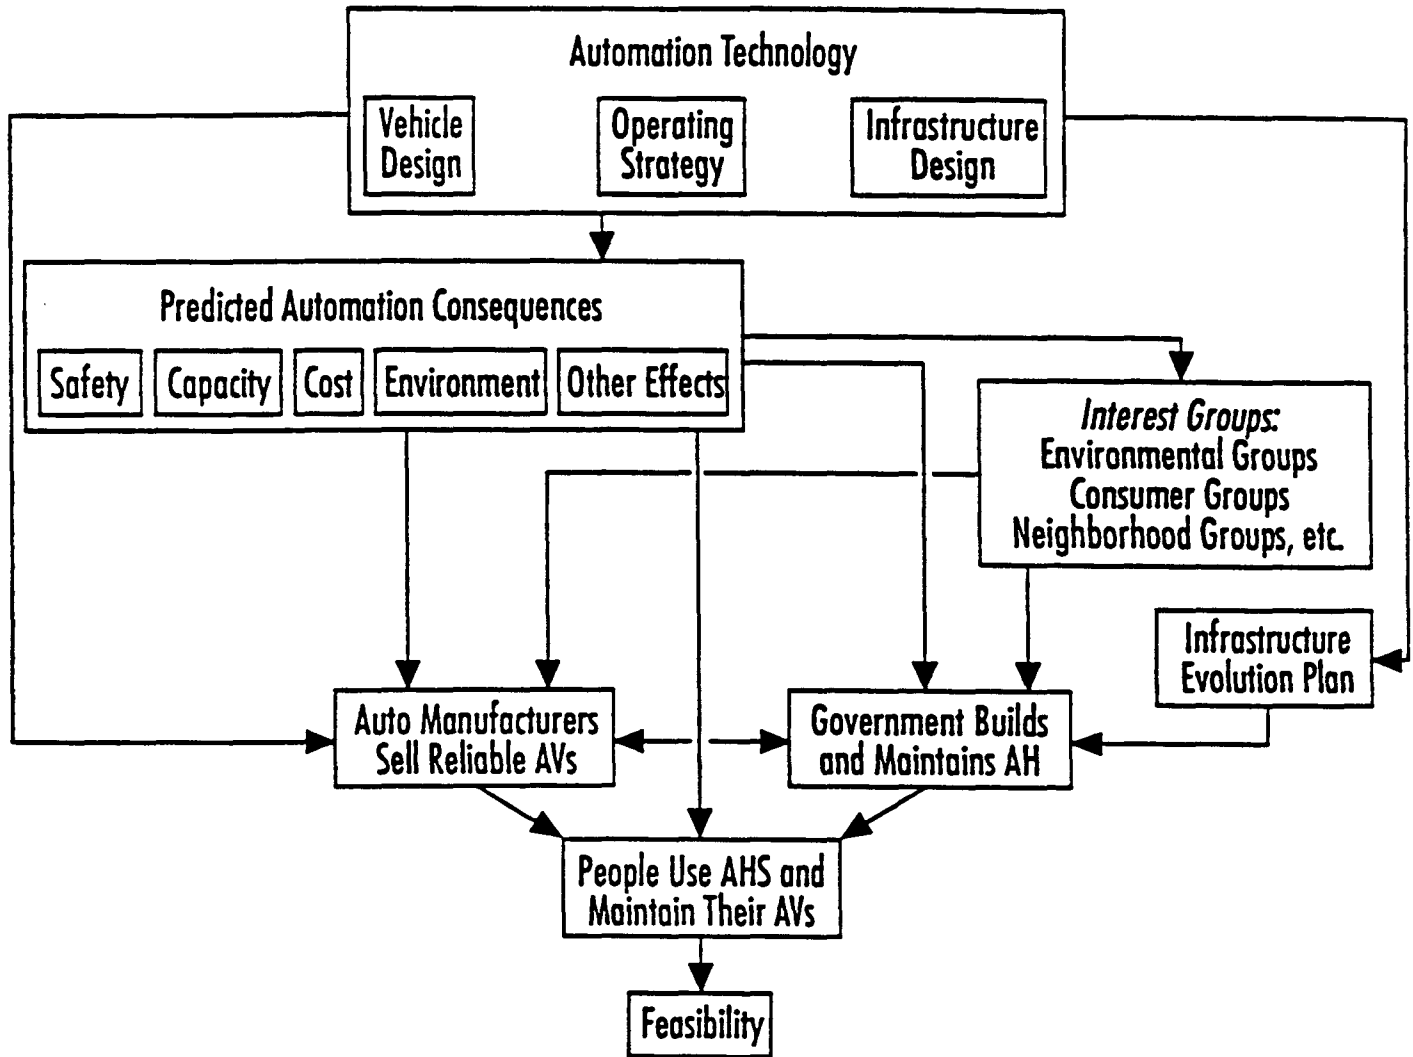 Automation Technology
Vehicle
Design
Operating
Strategy
Infrastructure
Design
Predicted Automation Consequences
Safety
Capacity
Cost
Environment
Other Effects
Interest Groups:
Environmental Groups
Consumer Groups
Neighborhood Groups, etc.
Infrastructure
Evolution Plan
Auto Manufacturers
Sell Reliable AVs
Government Builds
and Maintains AH
People Use AHS and
Maintain Their AVs
Feasibility